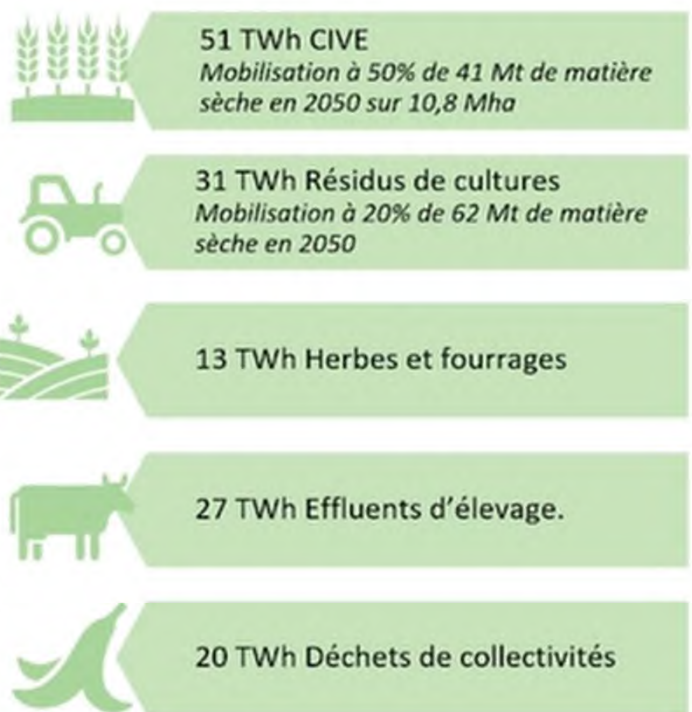 51 TWh CIVE
Mobilisation à 50% de 41 Mt de matière
sèche en 2050 sur 10,8 Mha
31 TWh Résidus de cultures
Mobilisation à 20% de 62 Mt de matière
sèche en 2050
13 TWh Herbes et fourrages
27 TWh Effluents d'élevage.
20 TWh Déchets de collectivités